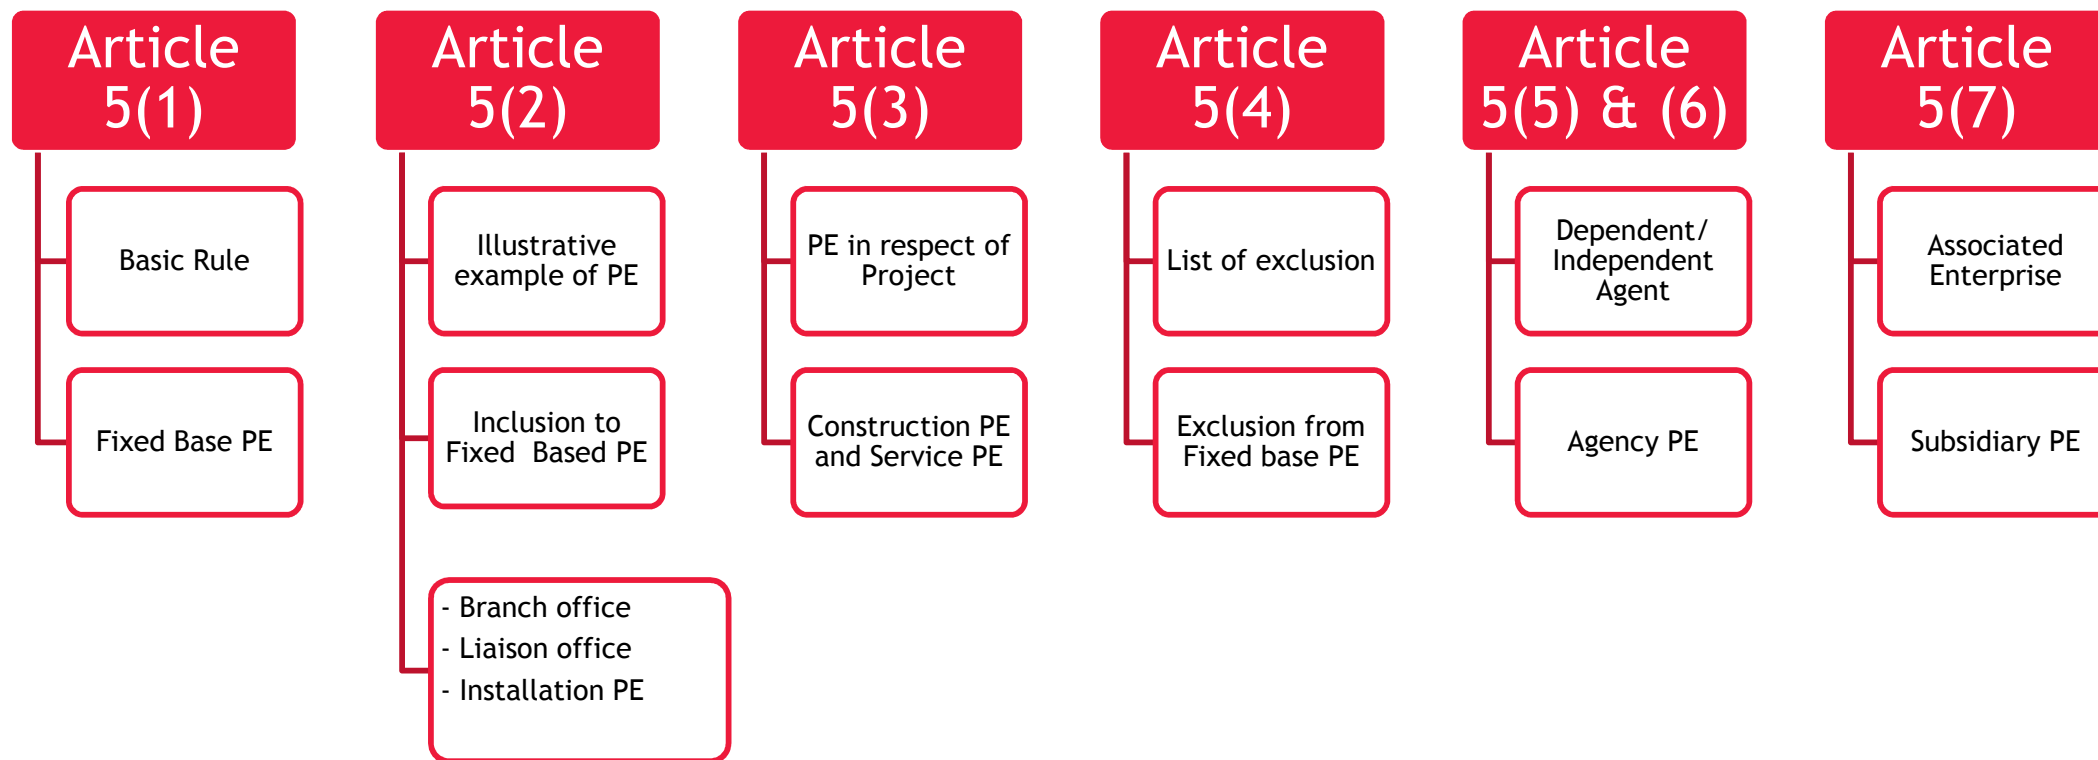 Article
5(1)
Basic Rule
Fixed Base PE
Article
5(2)
Illustrative
example of PE
Inclusion to
Fixed  Based PE
- Branch office
- Liaison office
- Installation PE
Article
5(3)
PE in respect of
Project
Construction PE
and Service PE
Article
5(4)
List of exclusion
Exclusion from
Fixed base PE
Article
5(5) & (6)
Dependent/
Independent
Agent
Agency PE
Article
5(7)
Associated
Enterprise
Subsidiary PE